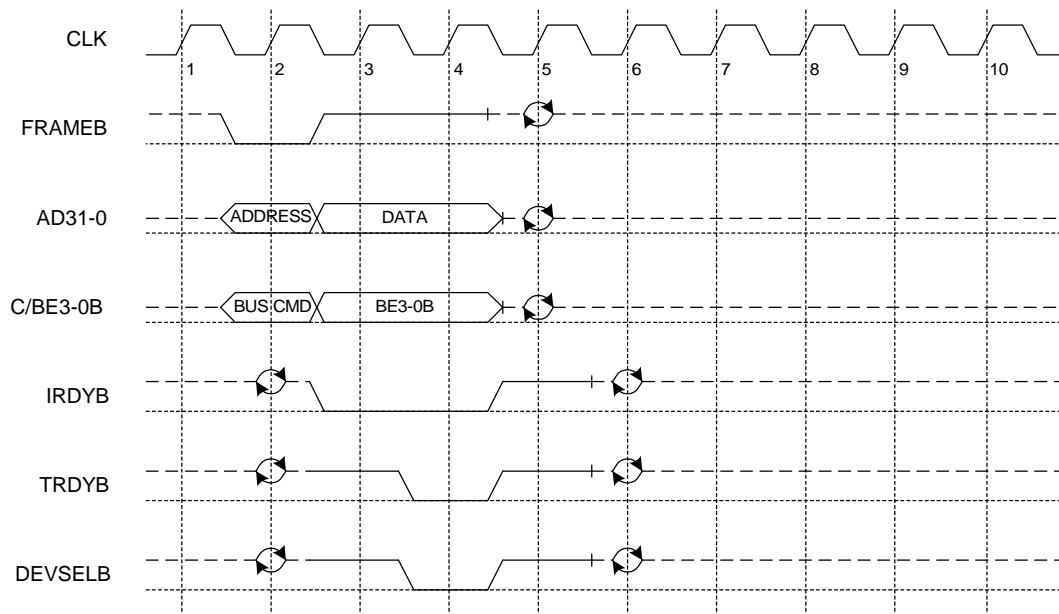 CLK
1 2 3 4 5 6 7 8 9 10
FRAMEB
AD31-0 ADDRESS DATA
C/BE3-0B BUS CMD BE3-0B
IRDYB
TRDYB
DEVSELB